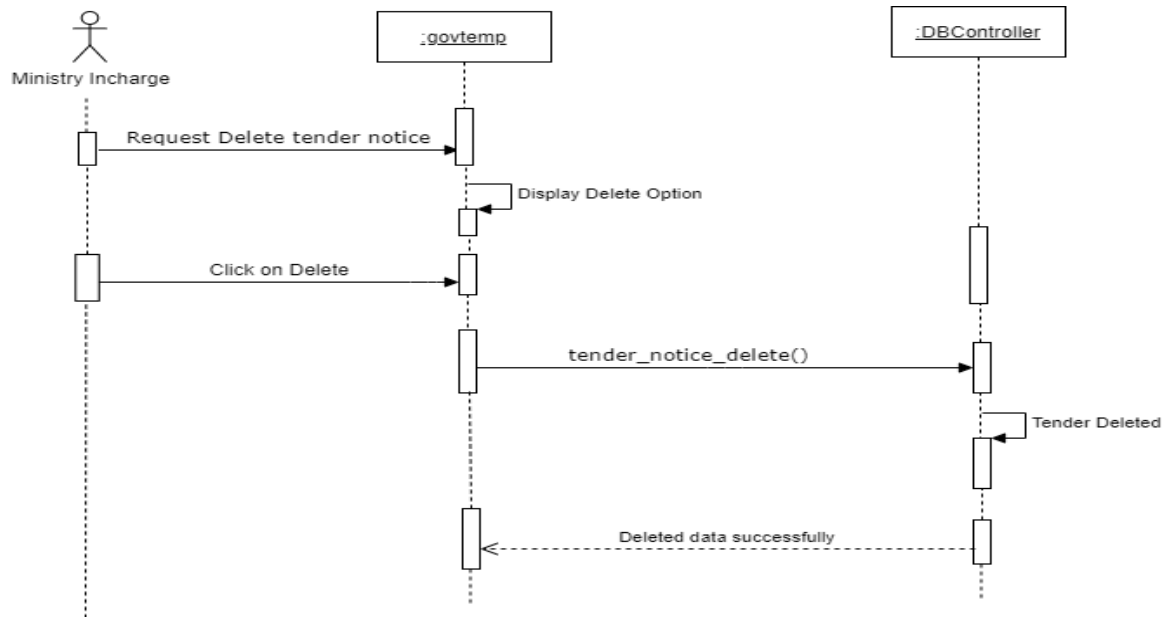 :govtemp
:DBController
Ministry Incharge
Request Delete tender notice
Display Delete Option
Click on Delete
tender_notice_delete()
Tender Deleted
Deleted data successfully